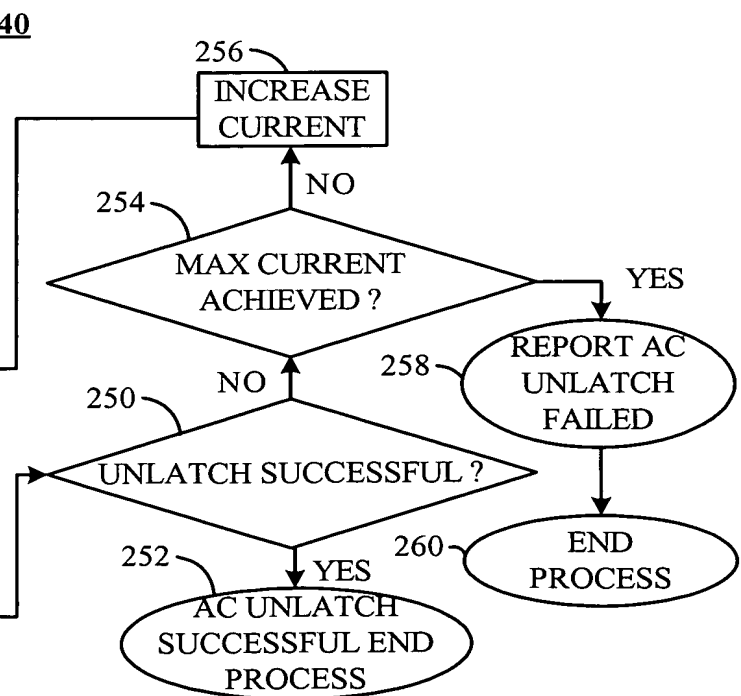 40
256
INCREASE
CURRENT
NO
254
MAX CURRENT
ACHIEVED ?
YES
258
REPORT AC
UNLATCH
FAILED
NO
250
UNLATCH SUCCESSFUL ?
252
YES
260
END
PROCESS
AC UNLATCH
SUCCESSFUL END
PROCESS